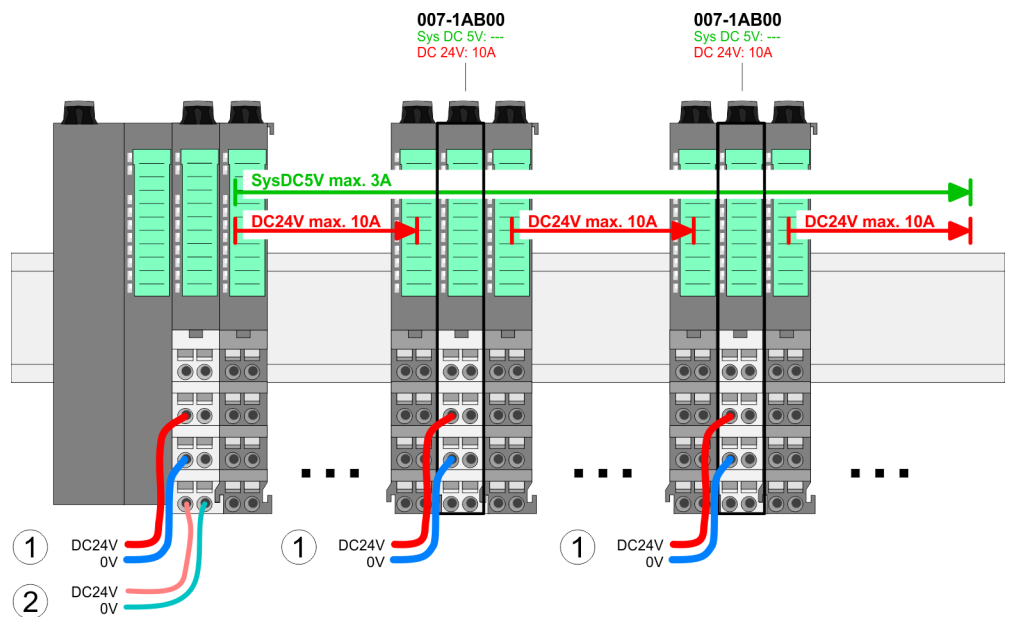 007-1AB00
Sys DC 5V: ---
DC 24V: 10A
007-1AB00
Sys DC 5V: ---
DC 24V: 10A
SysDC5V max. 3A
DC24V max. 10A
DC24V max. 10A
DC24V max. 10A
1
DC24V
0V
1
DC24V
0V
1
DC24V
0V
2
DC24V
0V